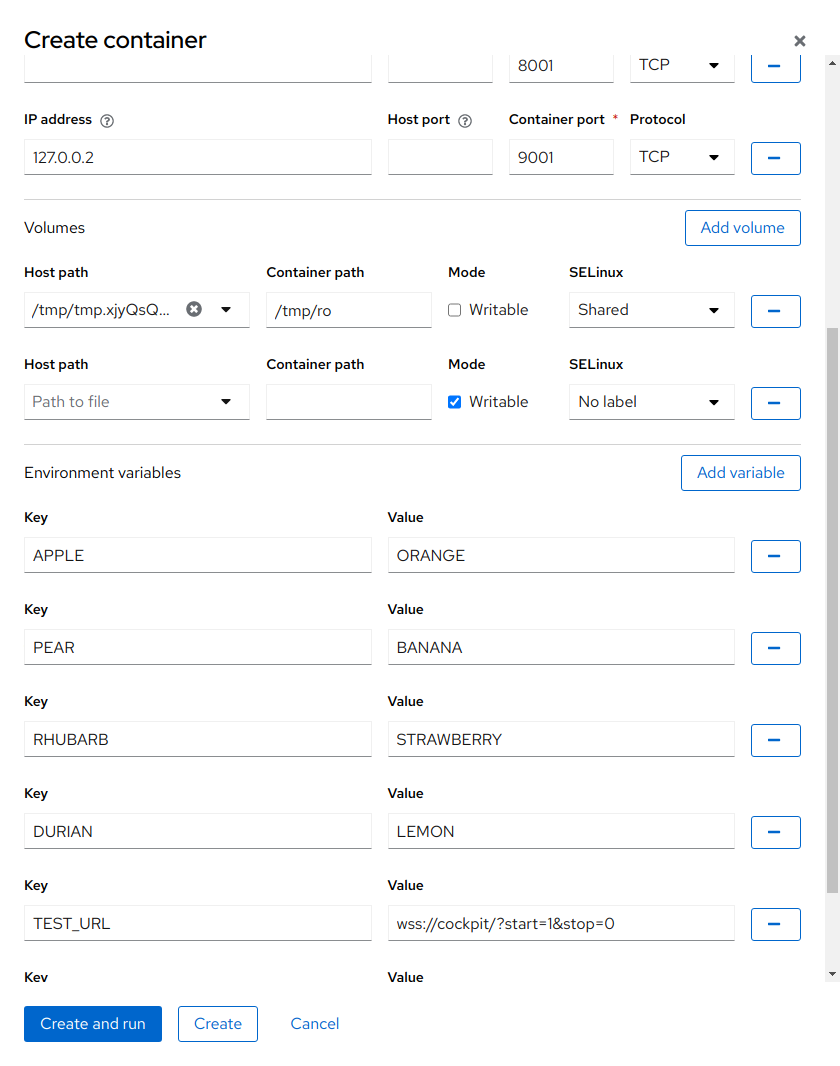 Create container
8001 TCP
IP address Host port Container port * Protocol
127.0.0.2 9001 TCP
Volumes Add volume
Host path Container path Mode SELinux
/tmp/tmp.xjyQsQ... /tmp/ro Writable Shared
Host path Container path Mode SELinux
Path to file Writable No label
Environment variables Add variable
Key Value
APPLE ORANGE
Key Value
PEAR BANANA
Key Value
RHUBARB STRAWBERRY
Key Value
DURIAN LEMON
Key Value
TEST_URL wss://cockpit/?start=1&stop=0
Key Value
Create and run Create Cancel